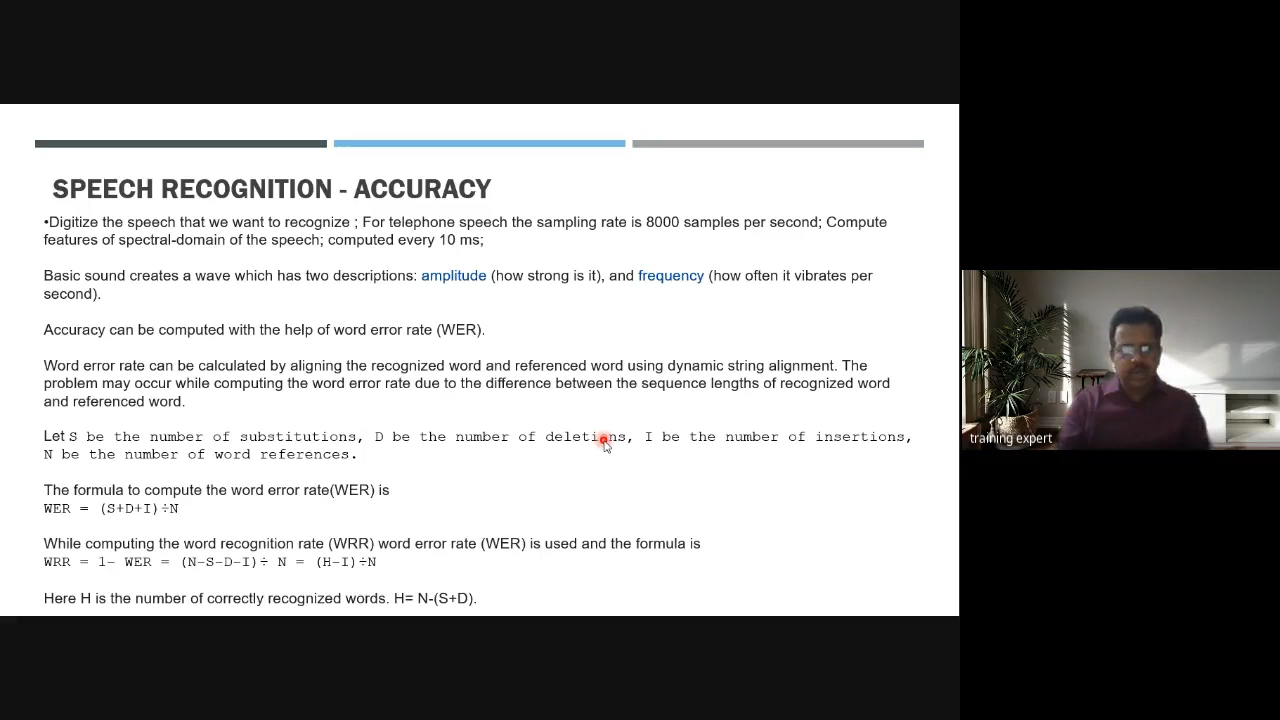 SPEECH RECOGNITION - ACCURACY
•Digitize the speech that we want to recognize ; For telephone speech the sampling rate is 8000 samples per second; Compute
features of spectral-domain of the speech; computed every 10 ms;
Basic sound creates a wave which has two descriptions: amplitude (how strong is it), and frequency (how often it vibrates per
second).
Accuracy can be computed with the help of word error rate (WER).
Word error rate can be calculated by aligning the recognized word and referenced word using dynamic string alignment. The
problem may occur while computing the word error rate due to the difference between the sequence lengths of recognized word
and referenced word.
Let S be the number of substitutions, D be the number of deletions, I be the number of insertions,
N be the number of word references.
The formula to compute the word error rate(WER) is
WER = (S+D+I)÷N
While computing the word recognition rate (WRR) word error rate (WER) is used and the formula is
WRR = 1– WER = (N–S–D–I)÷ N = (H–I)÷N
Here H is the number of correctly recognized words. H= N-(S+D).
training expert